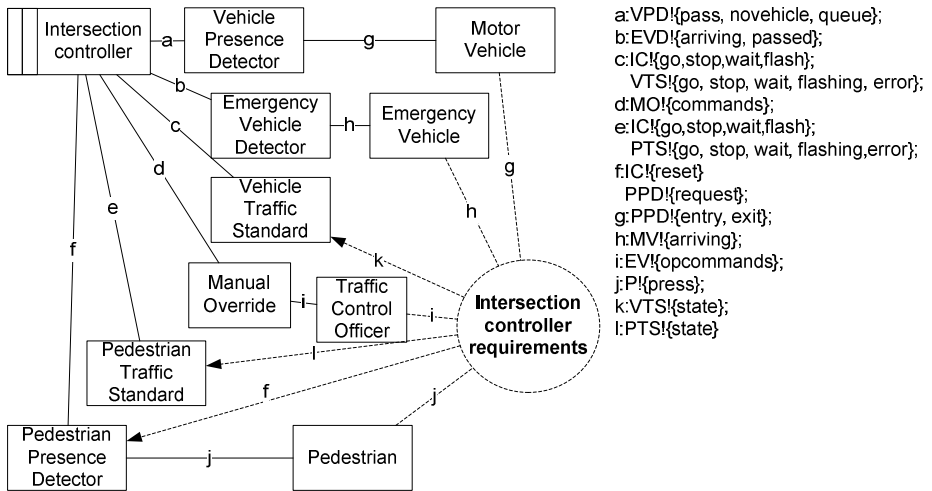 Intersection
controller
a
Vehicle
Presence
Detector
g
Motor
Vehicle
b
Emergency
Vehicle
Detector
h
Emergency
Vehicle
g
c
Vehicle
Traffic
Standard
h
d
e
f
k
Manual
Override
i
Traffic
Control
Officer
i
Intersection
controller
requirements
Pedestrian
Traffic
Standard
l
f
j
Pedestrian
Presence
Detector
j
Pedestrian
a:VPD!{pass, novehicle, queue};
b:EVD!{arriving, passed};
c:IC!{go,stop,wait,flash};
VTS!{go, stop, wait, flashing, error};
d:MO!{commands};
e:IC!{go,stop,wait,flash};
PTS!{go, stop, wait, flashing,error};
f:IC!{reset}
PPD!{request};
g:PPD!{entry, exit};
h:MV!{arriving};
i:EV!{opcommands};
j:P!{press};
k:VTS!{state};
l:PTS!{state}